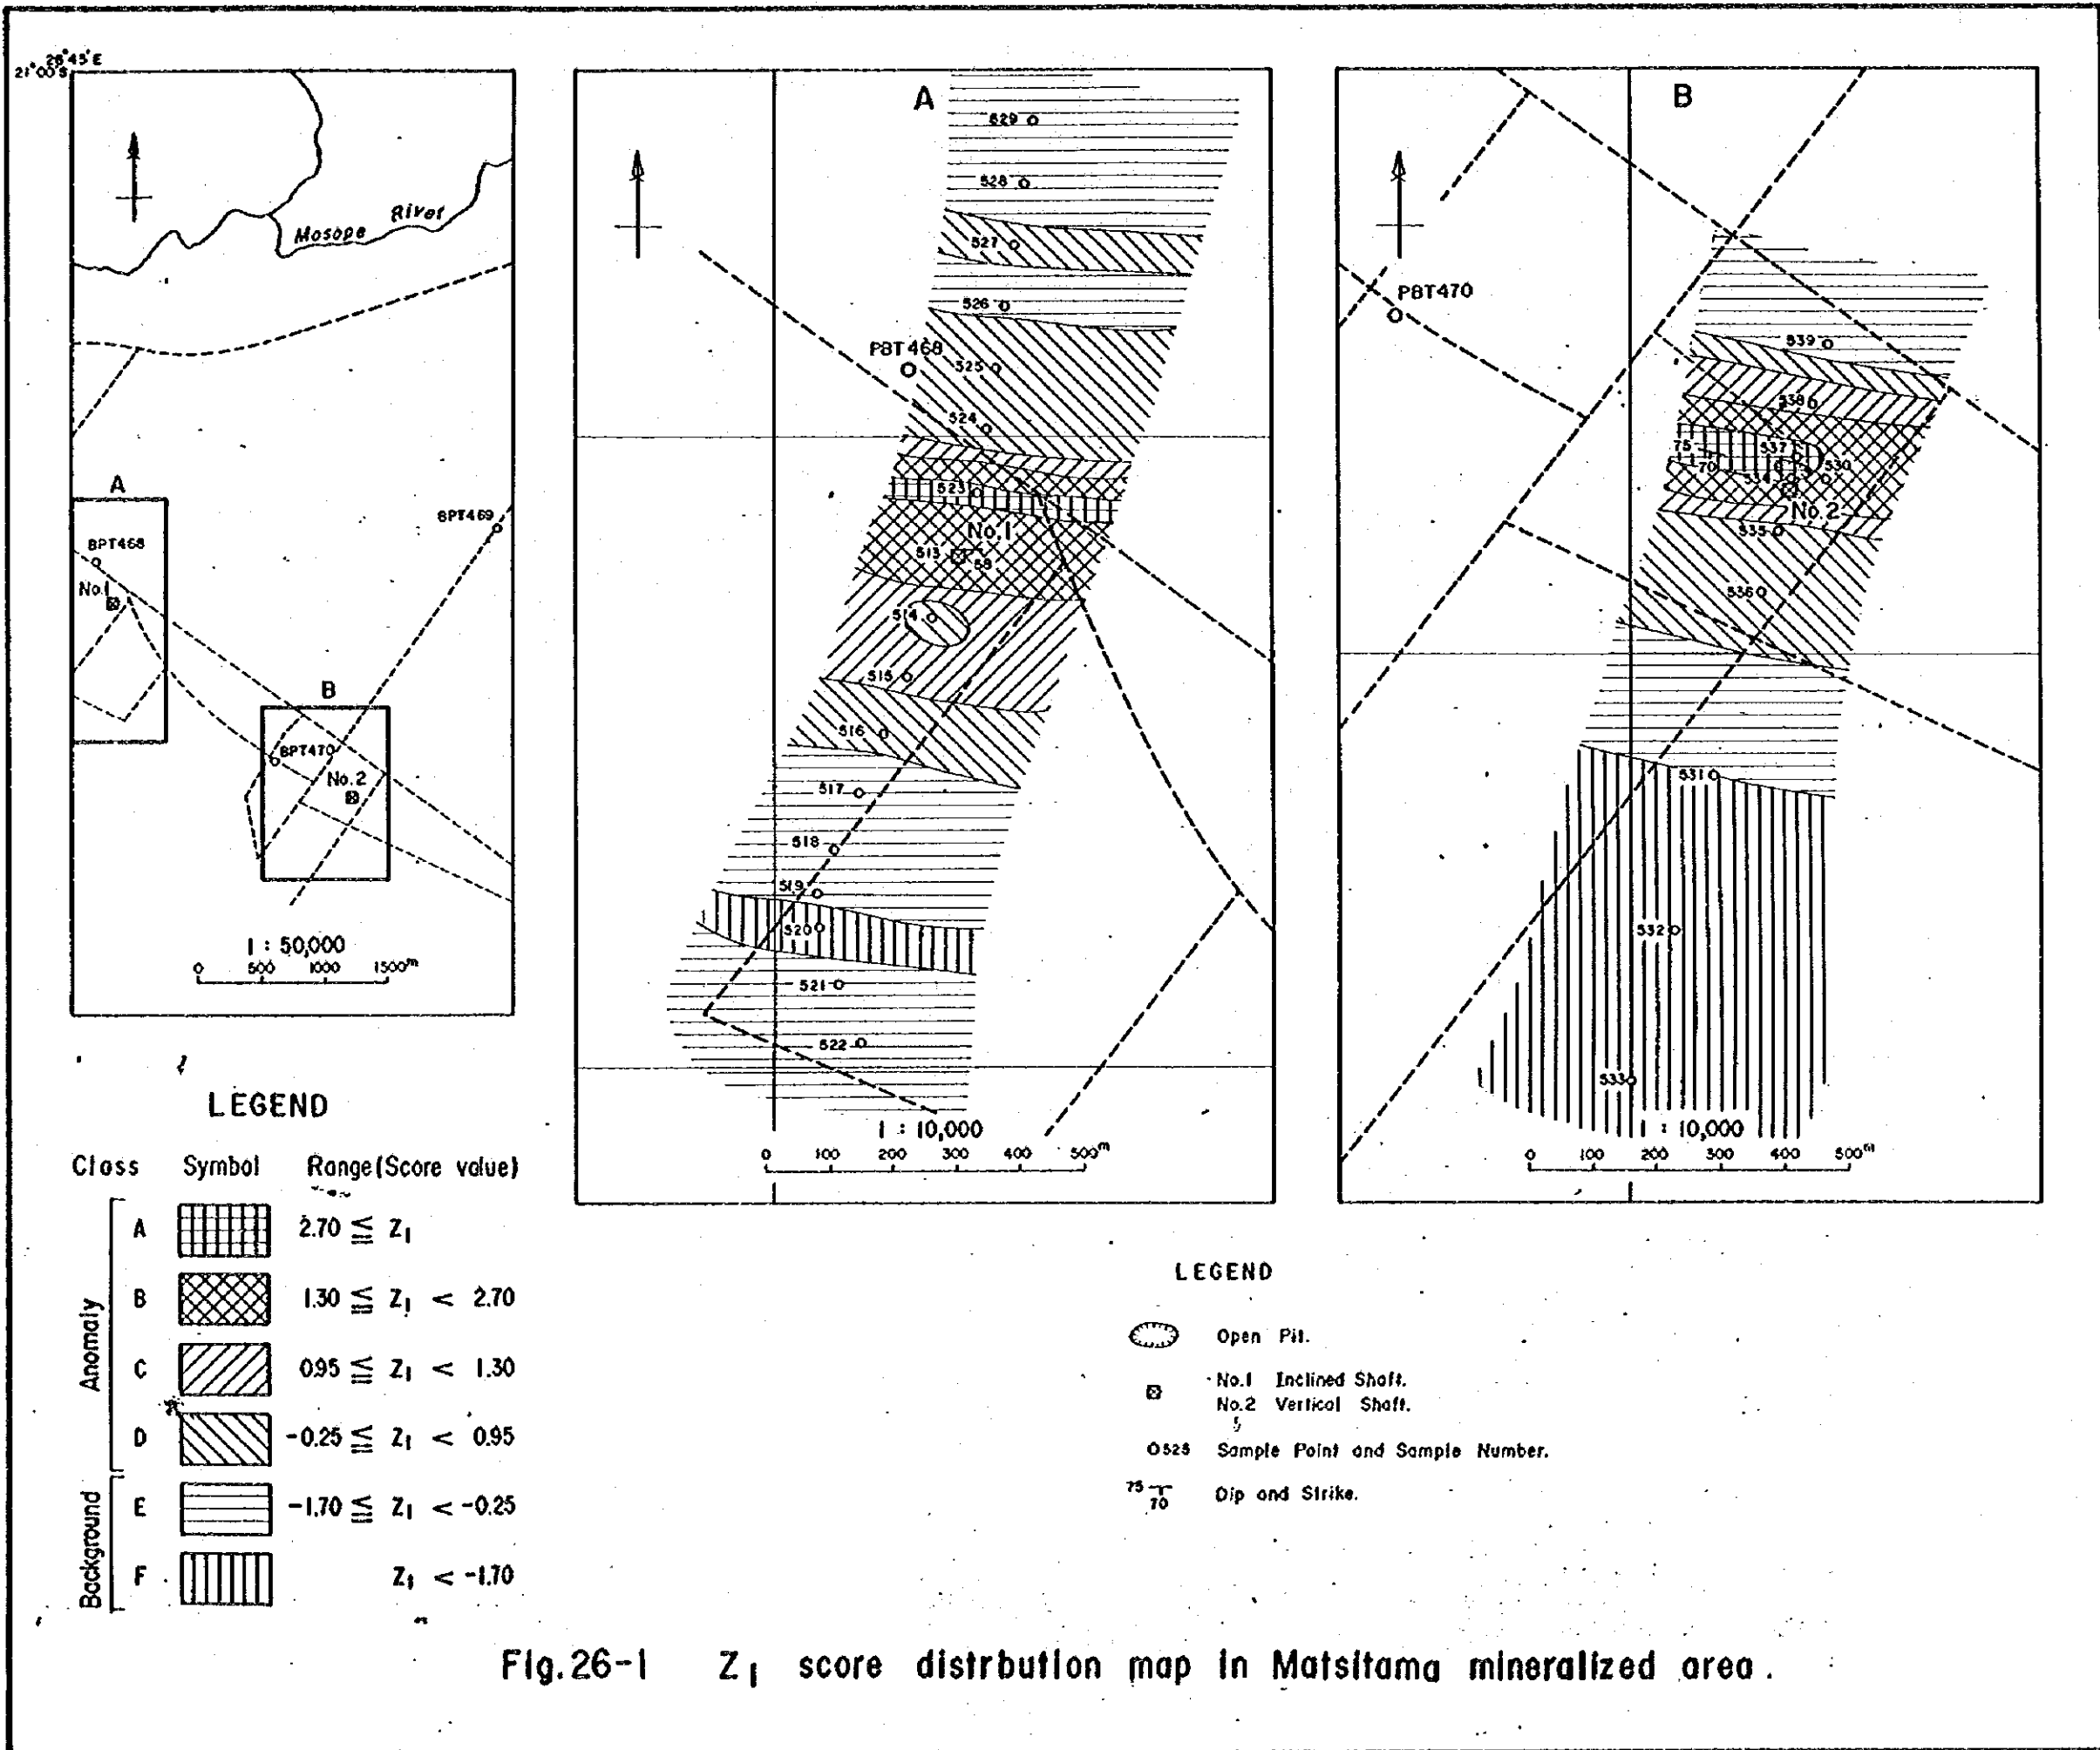 26°45'E
21°00'S
Mosope River
A
BPT468
No.1
BPT469
B
BPT470
No.2
1 : 50,000
0 500 1000 1500m
A
529
528
527
526
PBT468
525
524
523
No.1
513
58
514
515
516
517
518
519
520
521
522
1 : 10,000
0 100 200 300 400 500m
B
PBT470
539
538
537
75
70
530
534
No.2
535
536
531
532
533
1 : 10,000
0 100 200 300 400 500m
LEGEND
Class Symbol Range(Score value)
Anomaly
A 2.70 ≦ Z1
B 1.30 ≦ Z1 < 2.70
C 0.95 ≦ Z1 < 1.30
D -0.25 ≦ Z1 < 0.95
Background
E -1.70 ≦ Z1 < -0.25
F Z1 < -1.70
LEGEND
Open Pit.
No.1 Inclined Shaft.
No.2 Vertical Shaft.
525 Sample Point and Sample Number.
75 70 Dip and Strike.
Fig.26-1 Z1 score distrbution map in Matsitama mineralized area.